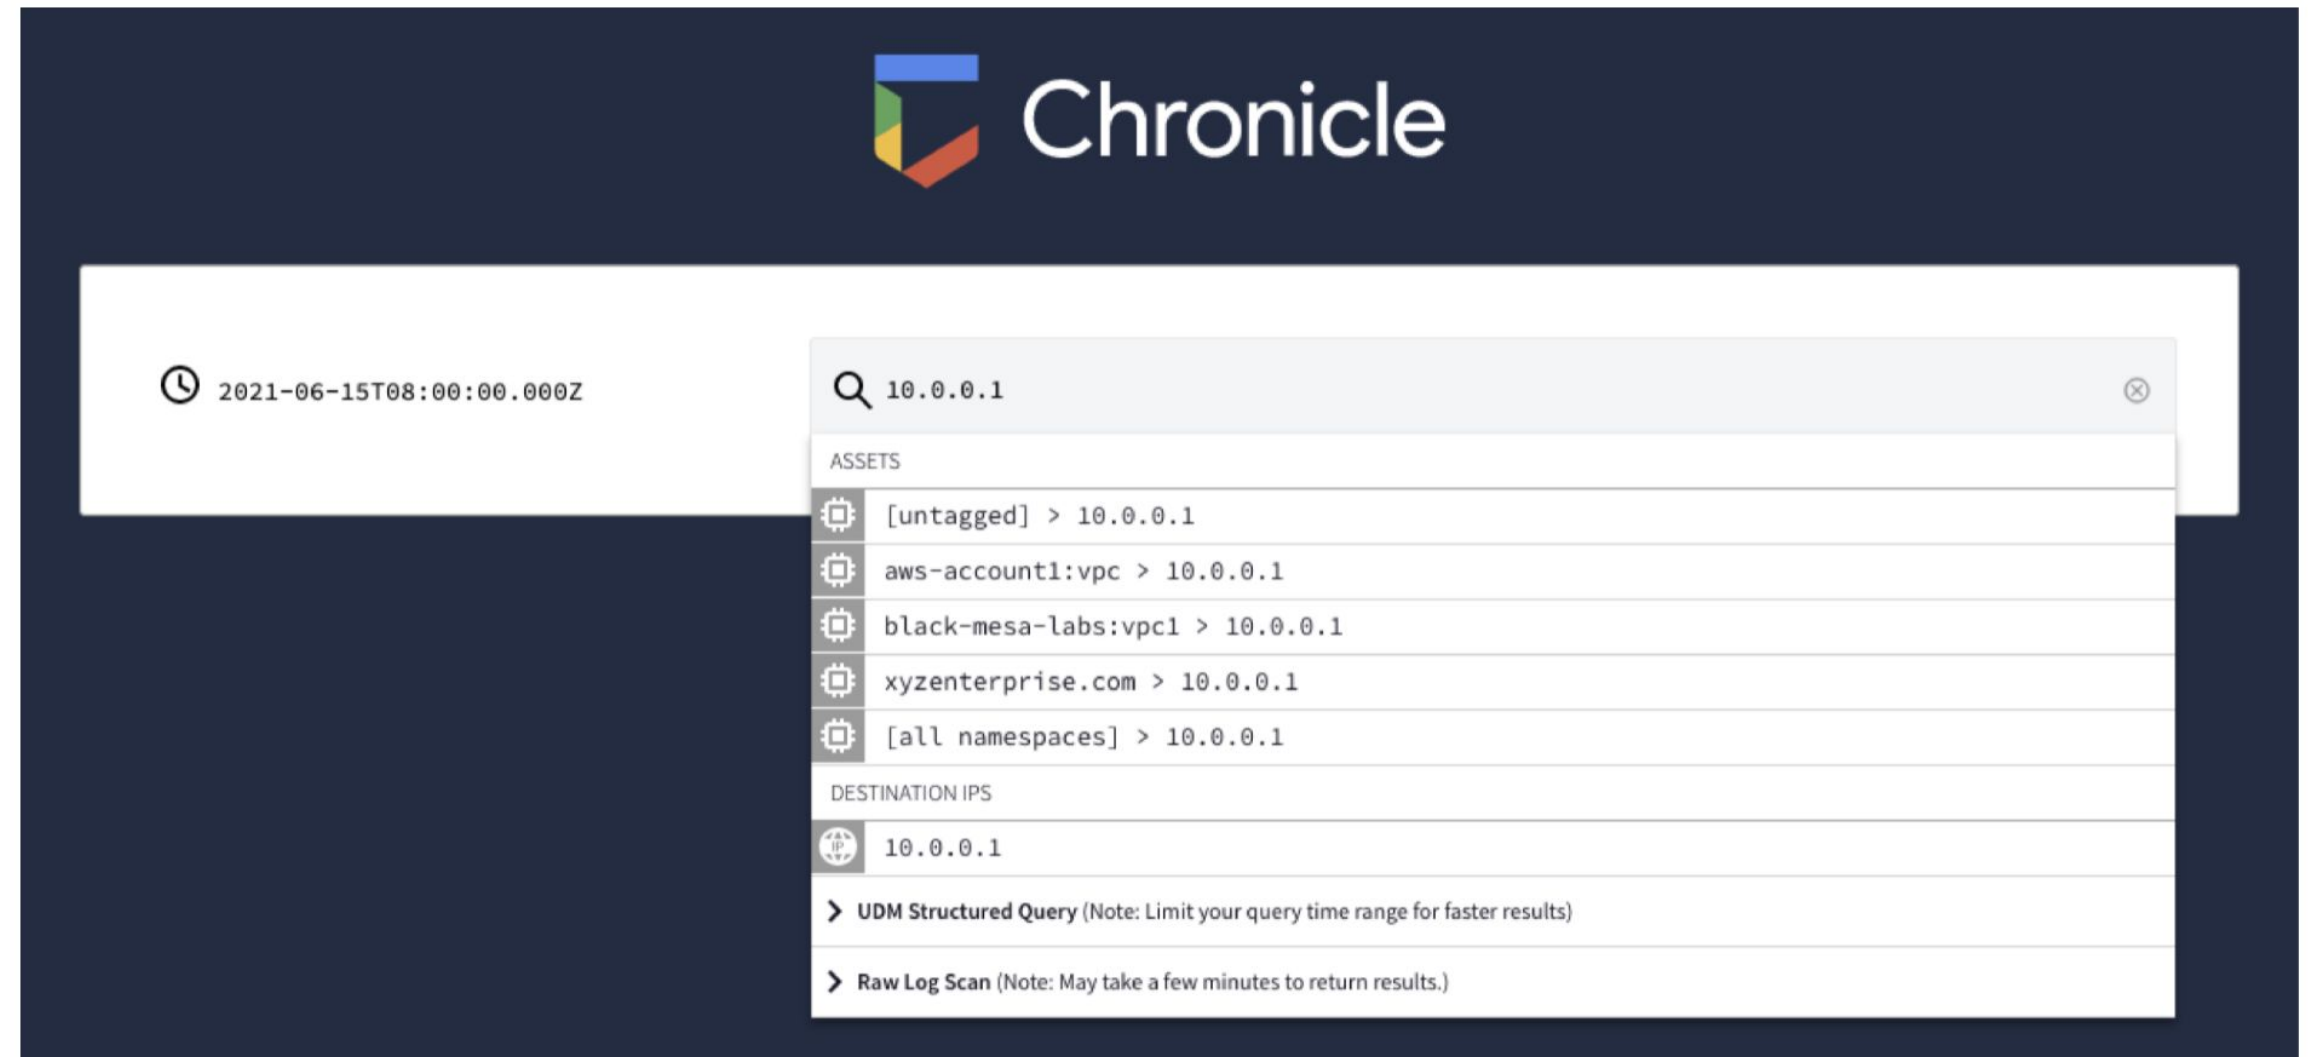 Chronicle
2021-06-15T08:00:00.000Z
10.0.0.1
ASSETS
[untagged] > 10.0.0.1
aws-account1:vpc > 10.0.0.1
black-mesa-labs:vpc1 > 10.0.0.1
xyzenterprise.com > 10.0.0.1
[all namespaces] > 10.0.0.1
DESTINATION IPS
IP
10.0.0.1
UDM Structured Query (Note: Limit your query time range for faster results)
Raw Log Scan (Note: May take a few minutes to return results.)